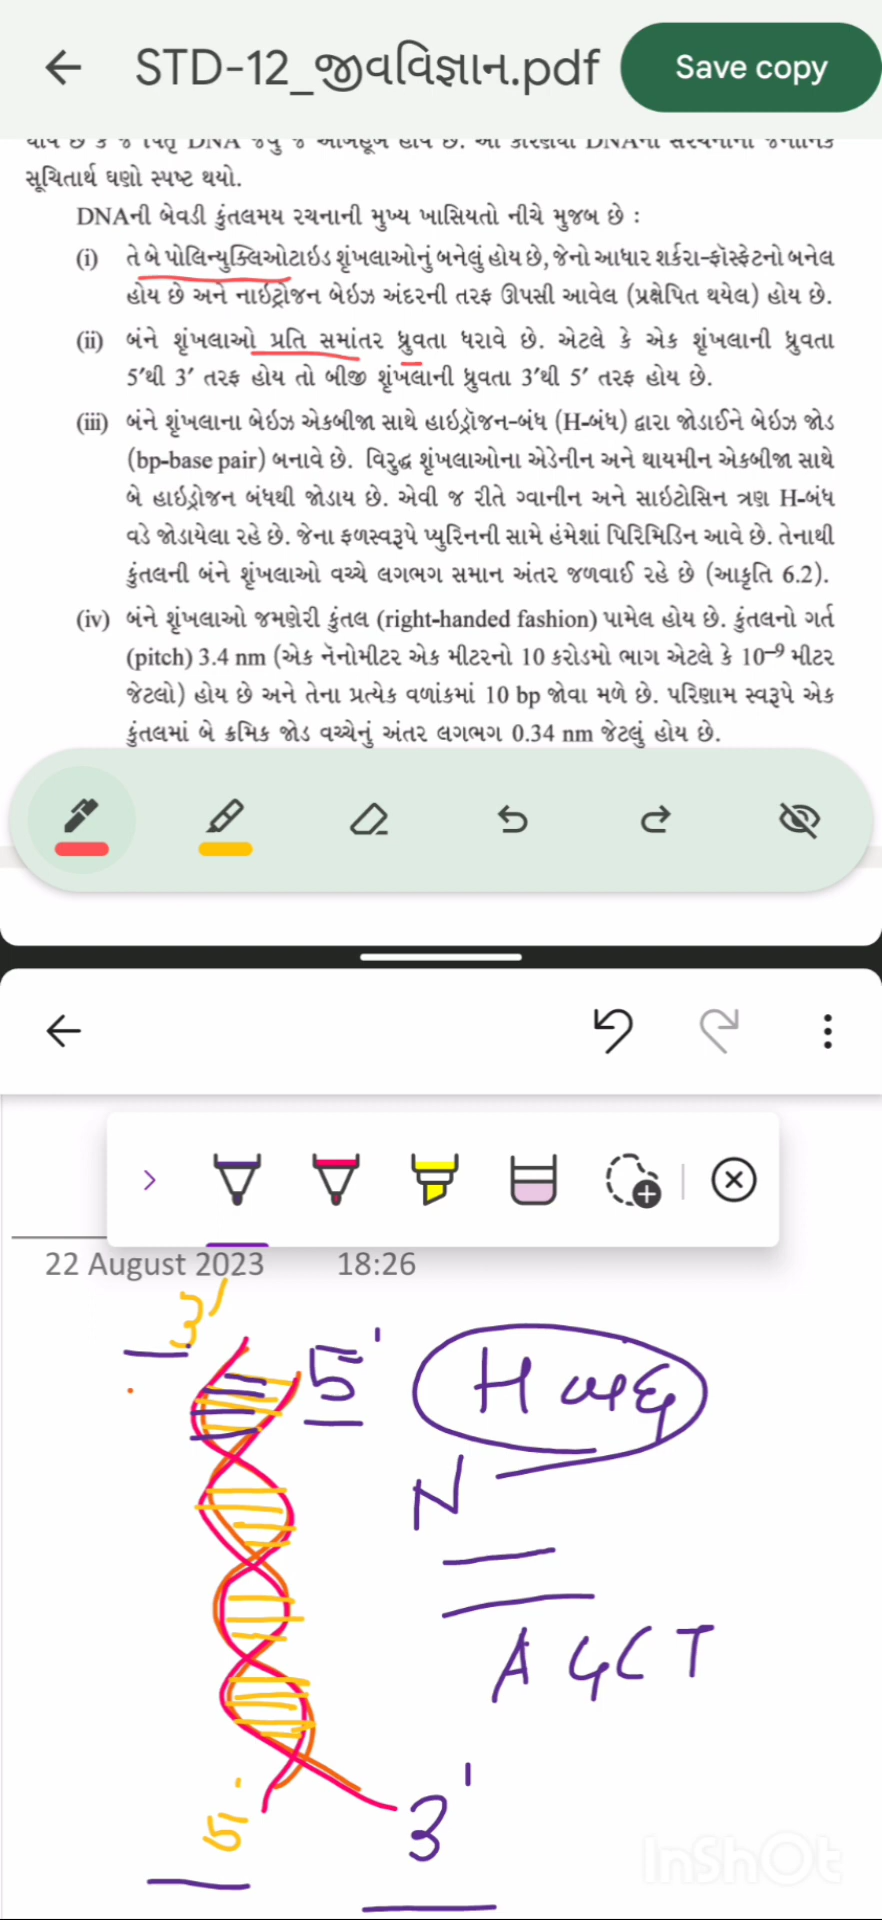 STD-12_જીવવિજ્ઞાન.pdf
Save copy
થાય છે કે જે પિતૃ DNA જેવું જ આબેહૂબ હોય છે. આ કારણથી DNAની સંરચનાનો જનીનિક
સૂચિતાર્થ ઘણો સ્પષ્ટ થયો.
DNAની બેવડી કુંતલમય રચનાની મુખ્ય ખાસિયતો નીચે મુજબ છે :
(i) તે બે પોલિન્યુક્લિઓટાઇડ શૃંખલાઓનું બનેલું હોય છે, જેનો આધાર શર્કરા-ફૉસ્ફેટનો બનેલ
હોય છે અને નાઇટ્રોજન બેઇઝ અંદરની તરફ ઊપસી આવેલ (પ્રક્ષેપિત થયેલ) હોય છે.
(ii) બંને શૃંખલાઓ પ્રતિ સમાંતર ધ્રુવતા ધરાવે છે. એટલે કે એક શૃંખલાની ધ્રુવતા
5′થી 3′ તરફ હોય તો બીજી શૃંખલાની ધ્રુવતા 3′થી 5′ તરફ હોય છે.
(iii) બંને શૃંખલાના બેઇઝ એકબીજા સાથે હાઇડ્રૉજન-બંધ (H-બંધ) દ્વારા જોડાઈને બેઇઝ જોડ
(bp-base pair) બનાવે છે. વિરુદ્ધ શૃંખલાઓના એડેનીન અને થાયમીન એકબીજા સાથે
બે હાઇડ્રોજન બંધથી જોડાય છે. એવી જ રીતે ગ્વાનીન અને સાઇટોસિન ત્રણ H-બંધ
વડે જોડાયેલા રહે છે. જેના ફળસ્વરૂપે પ્યુરિનની સામે હંમેશાં પિરિમિડિન આવે છે. તેનાથી
કુંતલની બંને શૃંખલાઓ વચ્ચે લગભગ સમાન અંતર જળવાઈ રહે છે (આકૃતિ 6.2).
(iv) બંને શૃંખલાઓ જમણેરી કુંતલ (right-handed fashion) પામેલ હોય છે. કુંતલનો ગર્ત
(pitch) 3.4 nm (એક નૅનોમીટર એક મીટરનો 10 કરોડમો ભાગ એટલે કે 10⁻⁹ મીટર
જેટલો) હોય છે અને તેના પ્રત્યેક વળાંકમાં 10 bp જોવા મળે છે. પરિણામ સ્વરૂપે એક
કુંતલમાં બે ક્રમિક જોડ વચ્ચેનું અંતર લગભગ 0.34 nm જેટલું હોય છે.
22 August 2023 18:26
3'
5' H બંધ
N
A G C T
5'
3'
InShOt